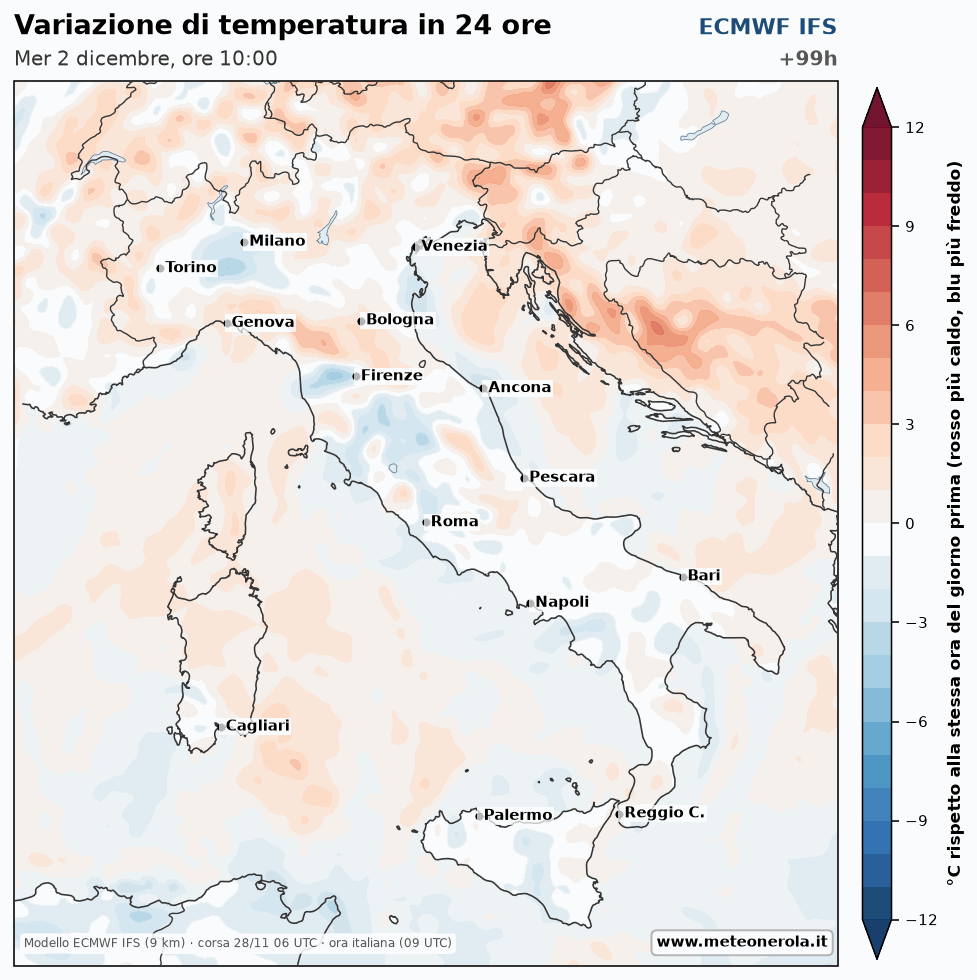 Variazione di temperatura in 24 ore
ECMWF IFS
Mer 2 dicembre, ore 10:00
+99h
Milano
Venezia
Torino
Genova
Bologna
Firenze
Ancona
Pescara
Roma
Bari
Napoli
Cagliari
Palermo
Reggio C.
12
9
6
3
0
−3
−6
−9
−12
°C rispetto alla stessa ora del giorno prima (rosso più caldo, blu più freddo)
Modello ECMWF IFS (9 km) · corsa 28/11 06 UTC · ora italiana (09 UTC)
www.meteonerola.it